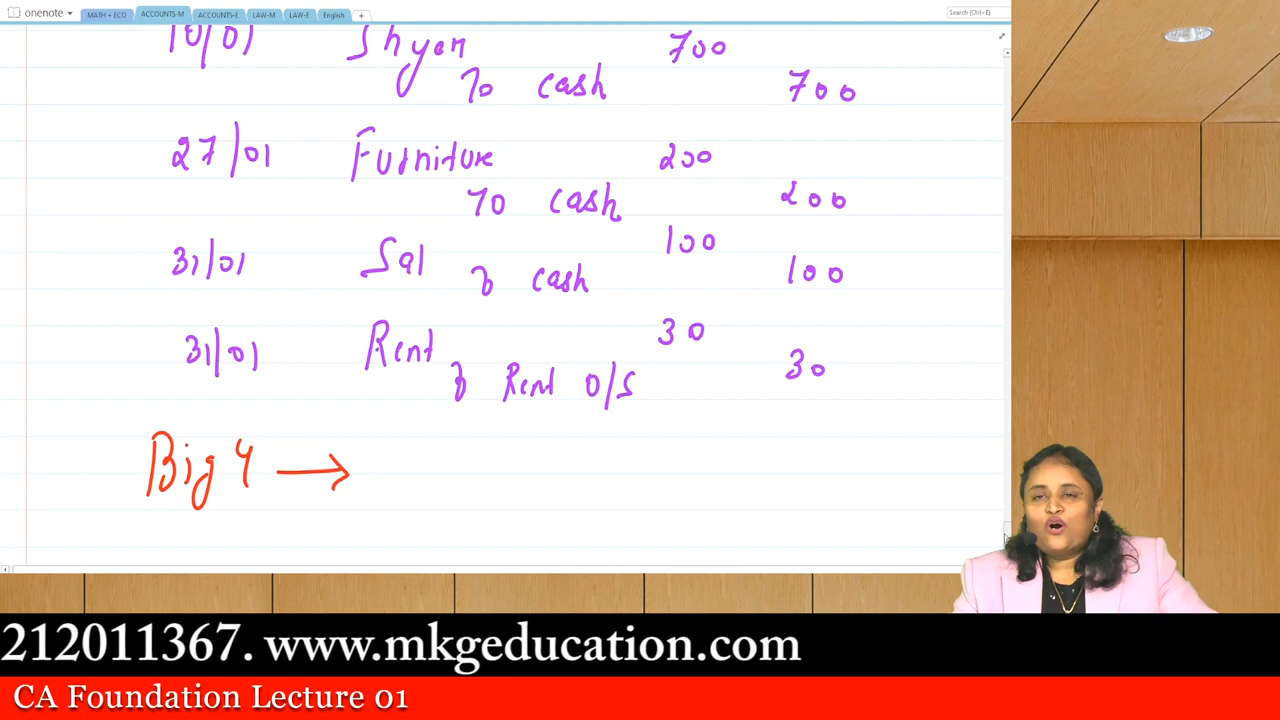 onenote MATH + ECO ACCOUNTS-M ACCOUNTS-E LAW-M LAW-E English + Search (Ctrl+E)
10/01 Shyam 700
To cash 700
27/01 Furniture 200
To cash 200
31/01 Sal 100
To cash 100
31/01 Rent 30
To Rent O/S 30
Big 4 →
212011367. www.mkgeducation.com
CA Foundation Lecture 01